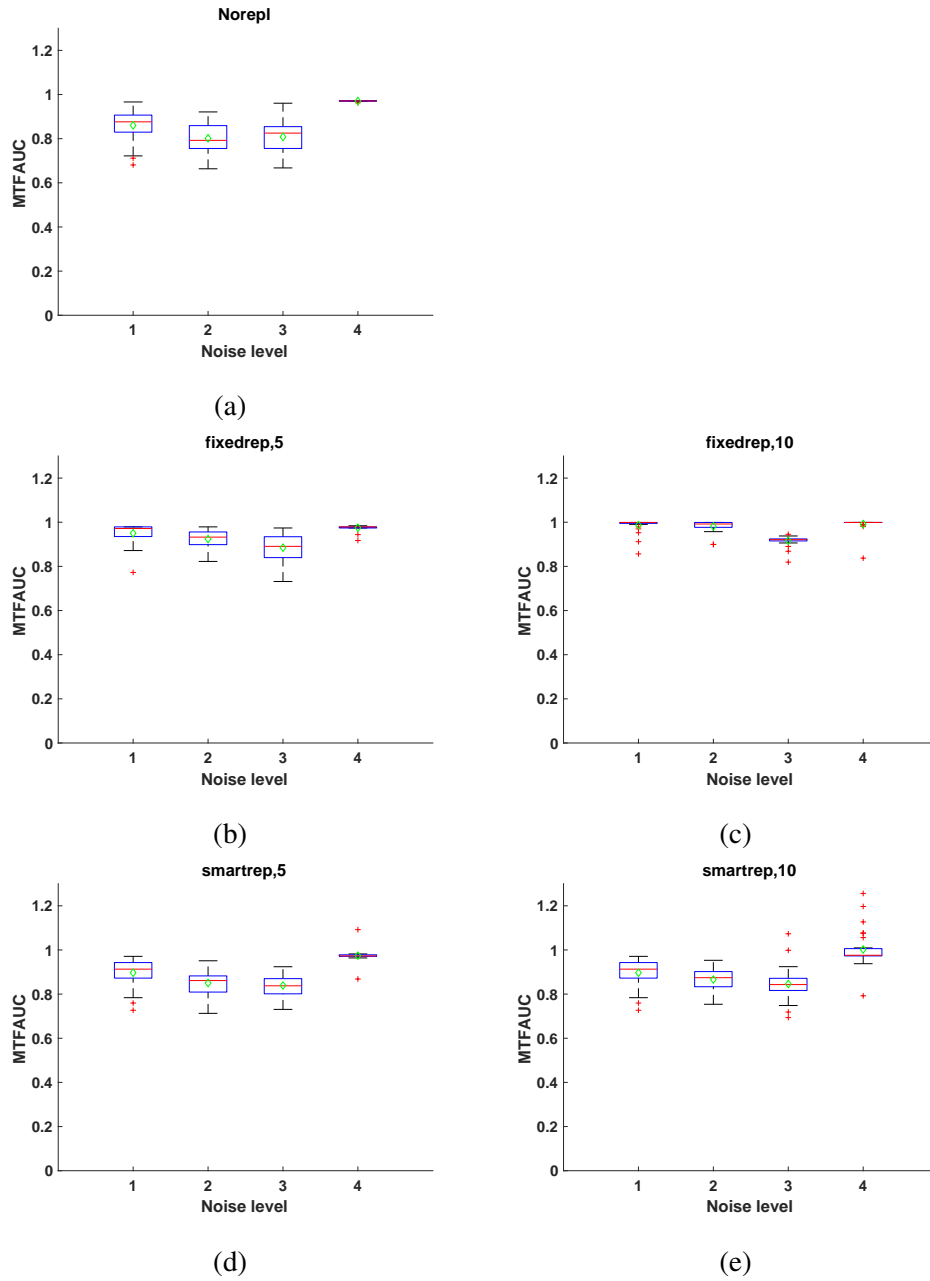 Norepl
1.2
1
0.8
0.6
0.4
0.2
0
MTFAUC
1 2 3 4
Noise level
(a)
fixedrep,5
1.2
1
0.8
0.6
0.4
0.2
0
MTFAUC
1 2 3 4
Noise level
(b)
fixedrep,10
1.2
1
0.8
0.6
0.4
0.2
0
MTFAUC
1 2 3 4
Noise level
(c)
smartrep,5
1.2
1
0.8
0.6
0.4
0.2
0
MTFAUC
1 2 3 4
Noise level
(d)
smartrep,10
1.2
1
0.8
0.6
0.4
0.2
0
MTFAUC
1 2 3 4
Noise level
(e)